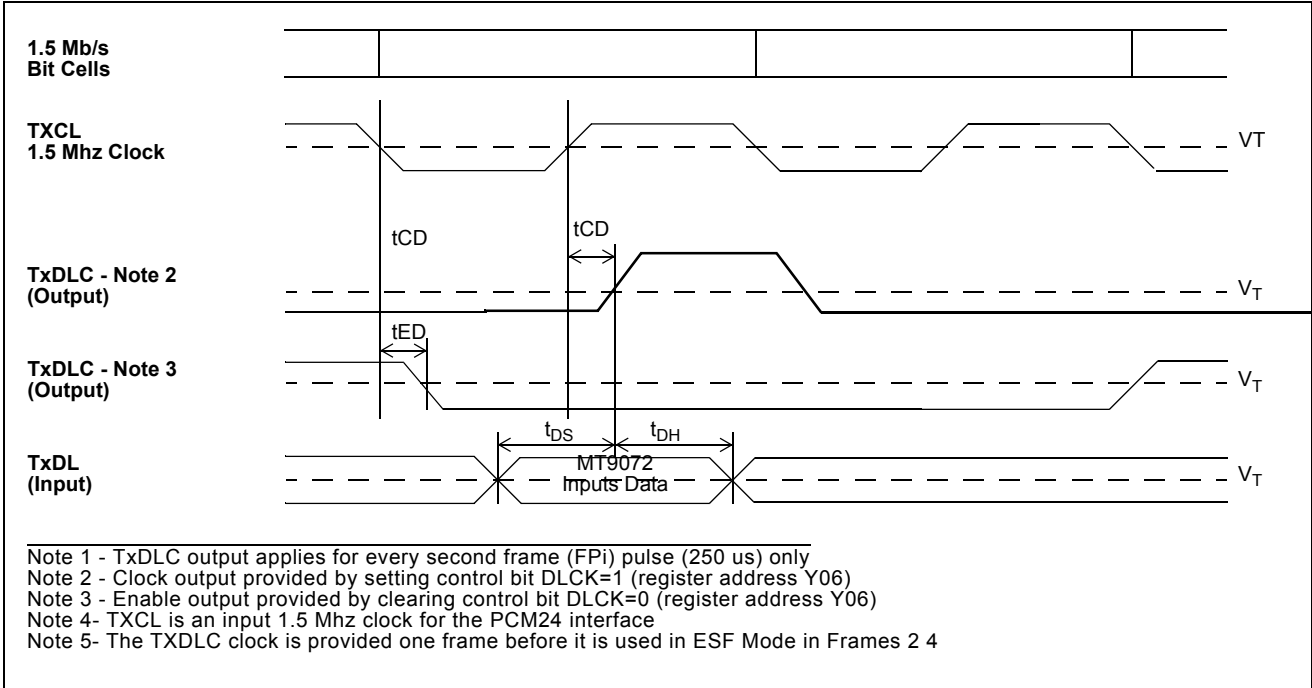 1.5 Mb/s
Bit Cells
TXCL
1.5 Mhz Clock
VT
tCD
tCD
TxDLC - Note 2
(Output)
VT
tED
TxDLC - Note 3
(Output)
VT
tDS
tDH
TxDL
(Input)
MT9072
Inputs Data
VT
Note 1 - TxDLC output applies for every second frame (FPi) pulse (250 us) only
Note 2 - Clock output provided by setting control bit DLCK=1 (register address Y06)
Note 3 - Enable output provided by clearing control bit DLCK=0 (register address Y06)
Note 4- TXCL is an input 1.5 Mhz clock for the PCM24 interface
Note 5- The TXDLC clock is provided one frame before it is used in ESF Mode in Frames 2 4